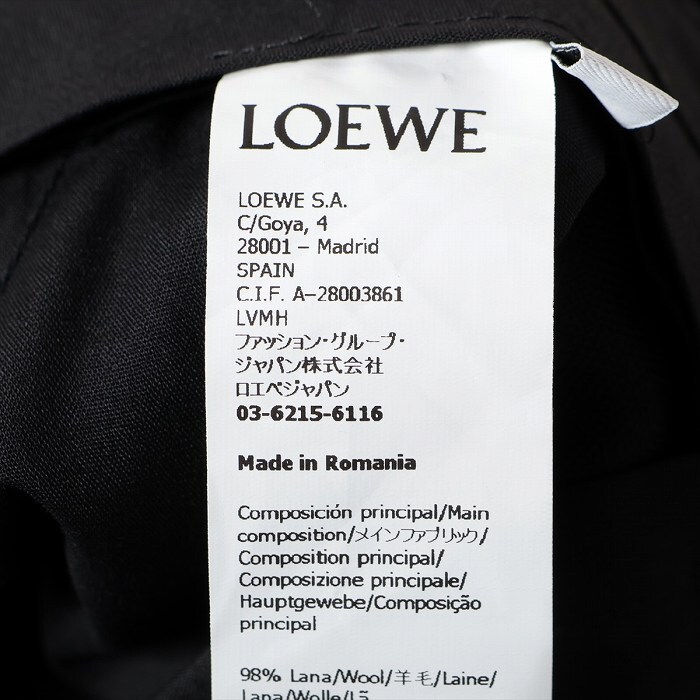 LOEWE
LOEWE S.A.
C/Goya, 4
28001 – Madrid
SPAIN
C.I.F. A–28003861
LVMH
ファッション・グループ・
ジャパン株式会社
ロエベジャパン
03-6215-6116
Made in Romania
Composición principal/Main
composition/メインファブリック/
Composition principal/
Composizione principale/
Hauptgewebe/Composição
principal
98% Lana/Wool/羊毛/Laine/
Lana/Wolle/Lã